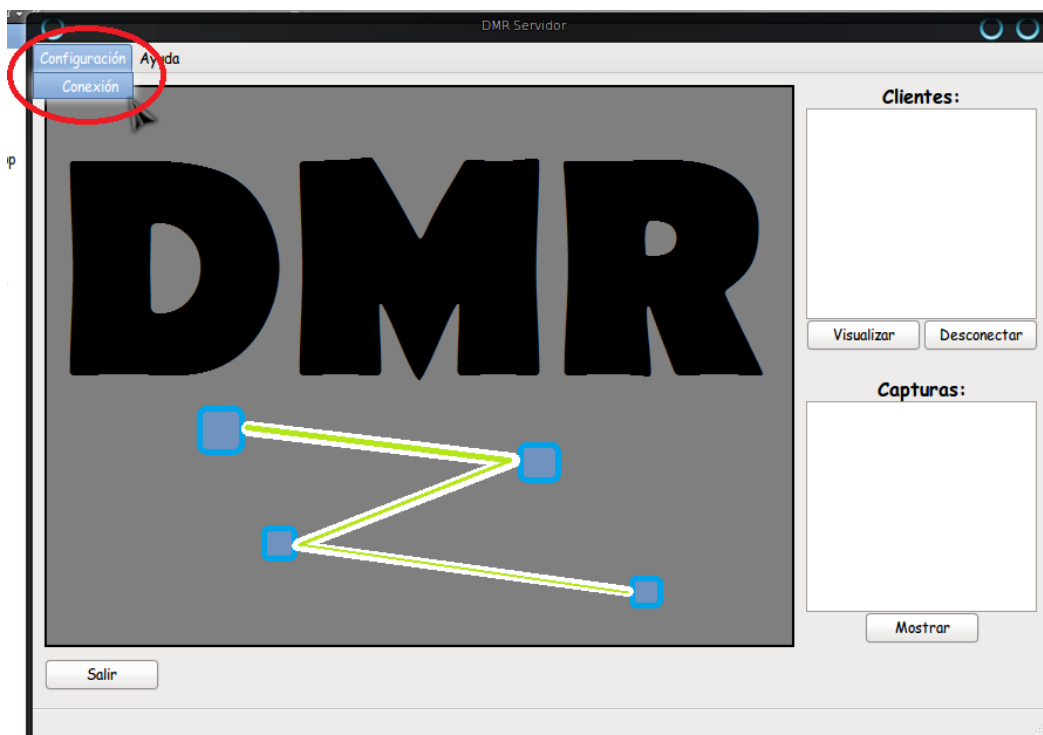 DMR Servidor
Configuración Ayuda
Conexión
DMR
Clientes:
Visualizar Desconectar
Capturas:
Mostrar
Salir